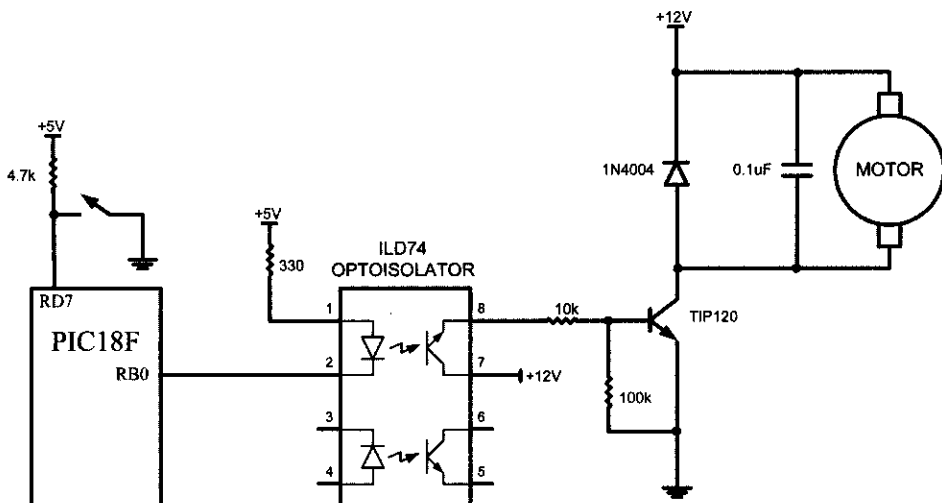 +12V
+5V
4.7k
1N4004
0.1uF
MOTOR
+5V
330
ILD74
OPTOISOLATOR
RD7
PIC18F
RB0
1
2
3
4
8
7
6
5
10k
+12V
100k
TIP120